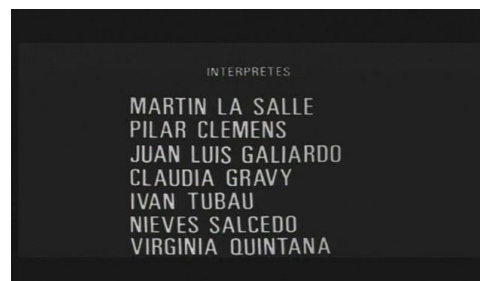 INTERPRETES
MARTIN LA SALLE
PILAR CLEMENS
JUAN LUIS GALIARDO
CLAUDIA GRAVY
IVAN TUBAU
NIEVES SALCEDO
VIRGINIA QUINTANA